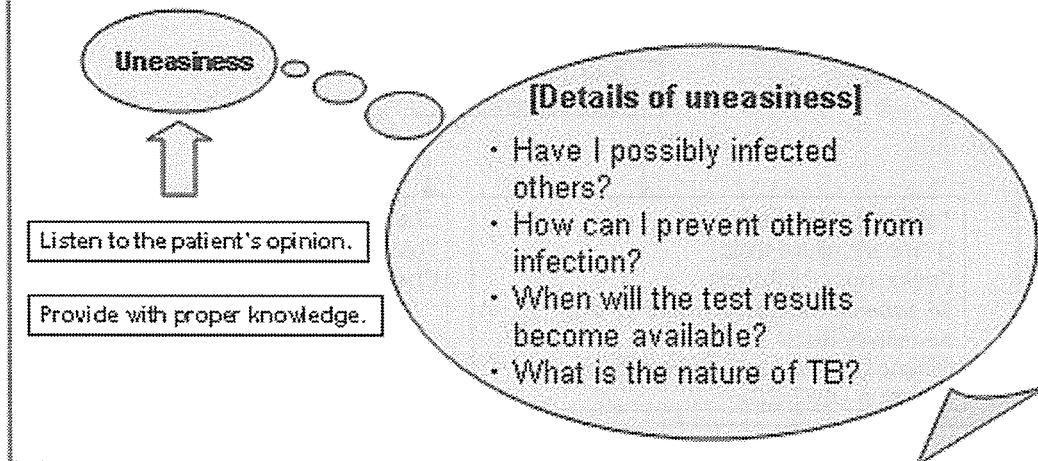 Uneasiness
Listen to the patient's opinion.
Provide with proper knowledge.
[Details of uneasiness]
・Have I possibly infected
others?
・How can I prevent others from
infection?
・When will the test results
become available?
・What is the nature of TB?